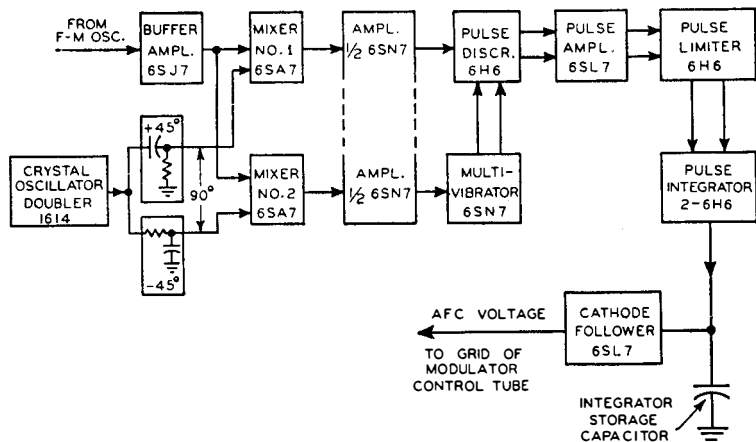 FROM
F-M OSC.
BUFFER
AMPL.
6SJ7
MIXER
NO.1
6SA7
AMPL.
1/2 6SN7
PULSE
DISCR.
6H6
PULSE
AMPL.
6SL7
PULSE
LIMITER
6H6
+45°
CRYSTAL
OSCILLATOR
DOUBLER
1614
90°
-45°
MIXER
NO.2
6SA7
AMPL.
1/2 6SN7
MULTI-
VIBRATOR
6SN7
PULSE
INTEGRATOR
2-6H6
AFC VOLTAGE
TO GRID OF
MODULATOR
CONTROL TUBE
CATHODE
FOLLOWER
6SL7
INTEGRATOR
STORAGE
CAPACITOR